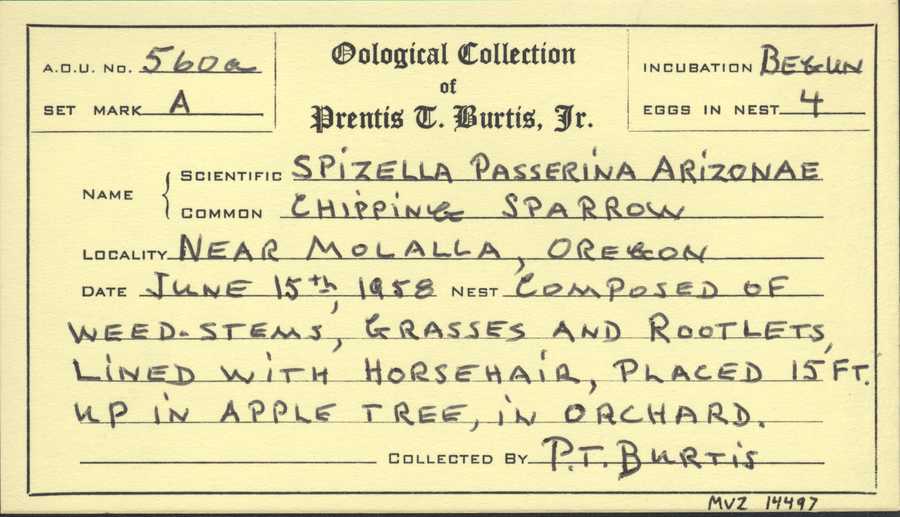 A.O.U. No. 560a
SET MARK A
Oological Collection
of
Prentis T. Burtis, Jr.
INCUBATION BEGUN
EGGS IN NEST 4
NAME { SCIENTIFIC SPIZELLA PASSERINA ARIZONAE
COMMON CHIPPING SPARROW
LOCALITY NEAR MOLALLA, OREGON
DATE JUNE 15th, 1958 NEST COMPOSED OF
WEED-STEMS, GRASSES AND ROOTLETS,
LINED WITH HORSEHAIR, PLACED 15 FT.
UP IN APPLE TREE, IN ORCHARD.
COLLECTED BY P.T. BURTIS
MVZ 14497